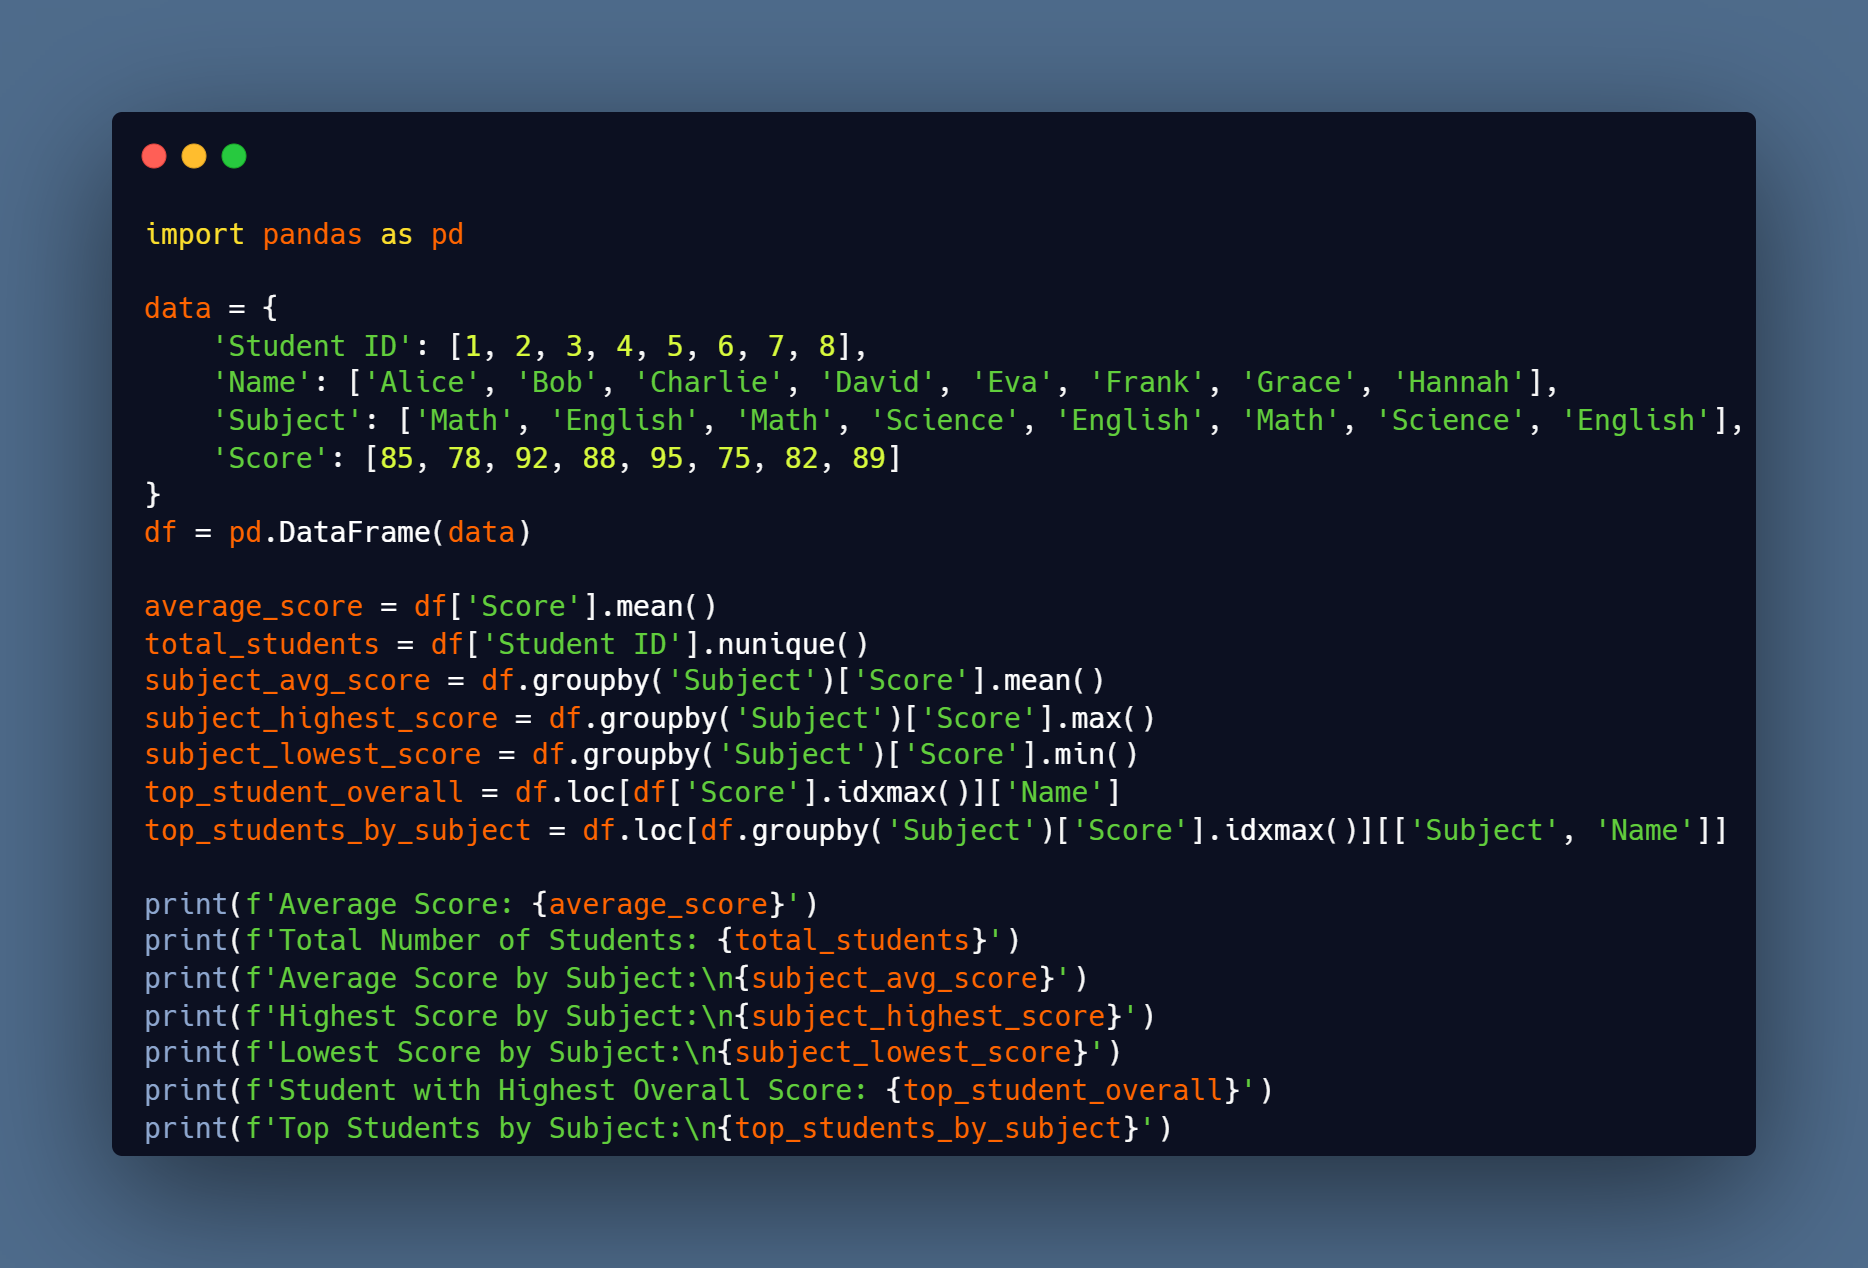 import pandas as pd

data = {
    'Student ID': [1, 2, 3, 4, 5, 6, 7, 8],
    'Name': ['Alice', 'Bob', 'Charlie', 'David', 'Eva', 'Frank', 'Grace', 'Hannah'],
    'Subject': ['Math', 'English', 'Math', 'Science', 'English', 'Math', 'Science', 'English'],
    'Score': [85, 78, 92, 88, 95, 75, 82, 89]
}
df = pd.DataFrame(data)

average_score = df['Score'].mean()
total_students = df['Student ID'].nunique()
subject_avg_score = df.groupby('Subject')['Score'].mean()
subject_highest_score = df.groupby('Subject')['Score'].max()
subject_lowest_score = df.groupby('Subject')['Score'].min()
top_student_overall = df.loc[df['Score'].idxmax()]['Name']
top_students_by_subject = df.loc[df.groupby('Subject')['Score'].idxmax()][['Subject', 'Name']]

print(f'Average Score: {average_score}')
print(f'Total Number of Students: {total_students}')
print(f'Average Score by Subject:\n{subject_avg_score}')
print(f'Highest Score by Subject:\n{subject_highest_score}')
print(f'Lowest Score by Subject:\n{subject_lowest_score}')
print(f'Student with Highest Overall Score: {top_student_overall}')
print(f'Top Students by Subject:\n{top_students_by_subject}')